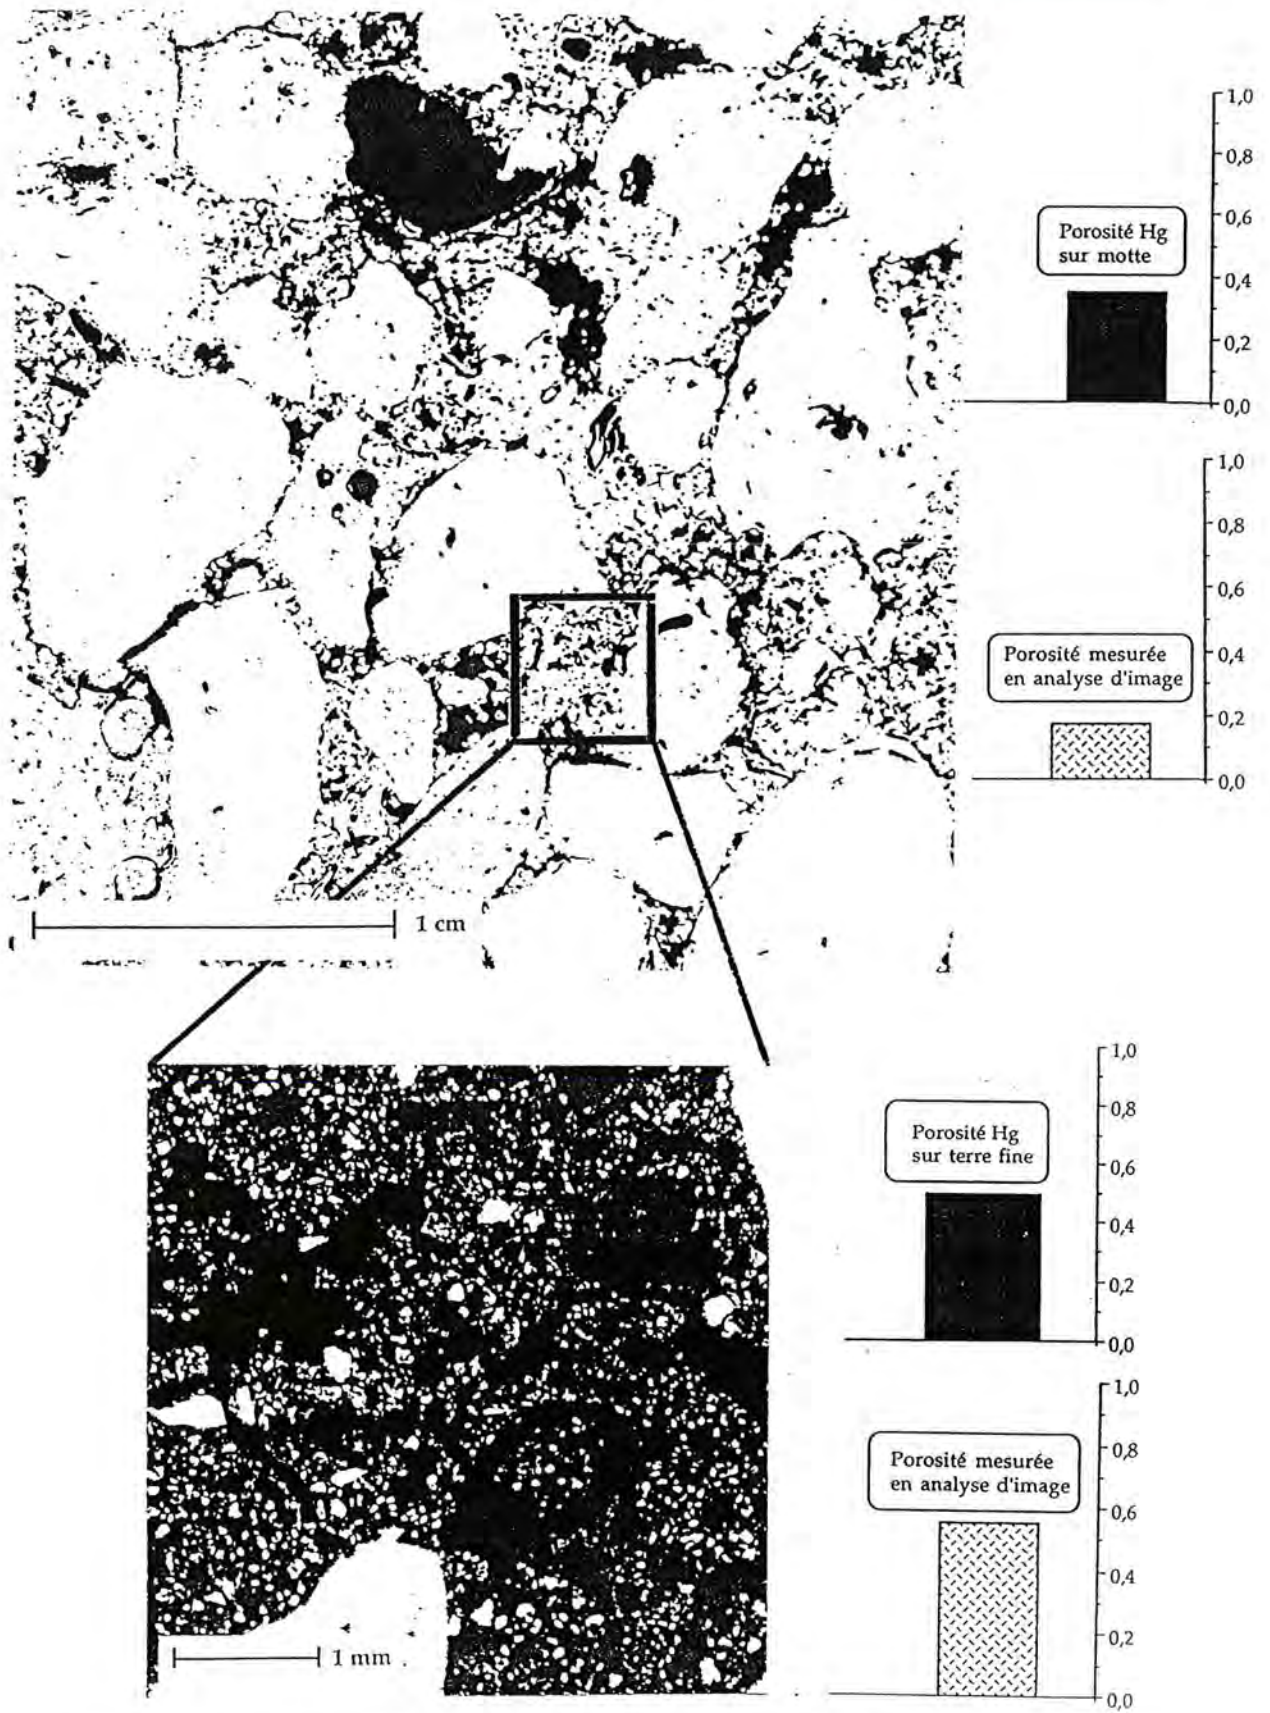 1,0
0,8
Porosité Hg
sur motte
0,6
0,4
0,2
0,0
1,0
0,8
0,6
Porosité mesurée
en analyse d'image
0,4
0,2
0,0
1 cm
1,0
0,8
Porosité Hg
sur terre fine
0,6
0,4
0,2
0,0
1,0
0,8
Porosité mesurée
en analyse d'image
0,6
0,4
0,2
0,0
1 mm